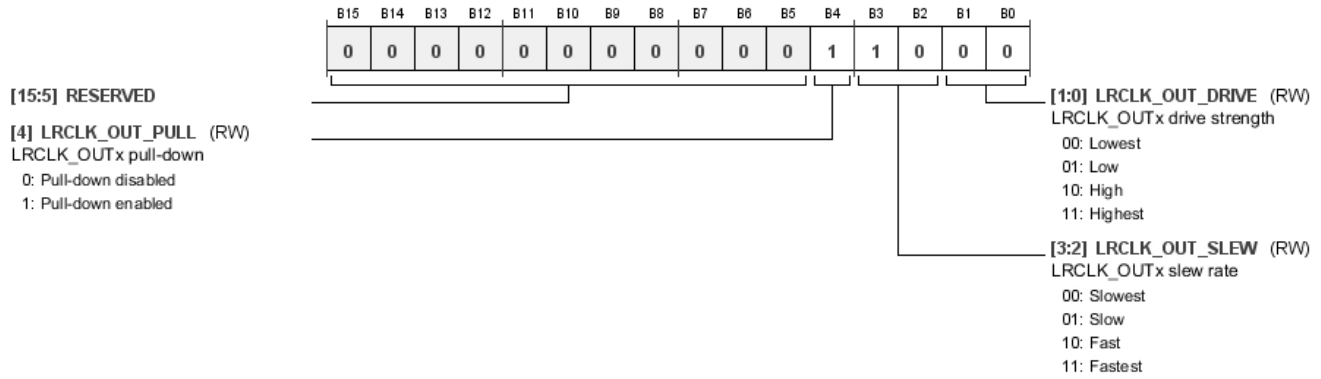 B15 B14 B13 B12 B11 B10 B9 B8 B7 B6 B5 B4 B3 B2 B1 B0
0 0 0 0 0 0 0 0 0 0 0 1 1 0 0 0
[15:5] RESERVED
[4] LRCLK_OUT_PULL (RW)
LRCLK_OUTx pull-down
0: Pull-down disabled
1: Pull-down enabled
[1:0] LRCLK_OUT_DRIVE (RW)
LRCLK_OUTx drive strength
00: Lowest
01: Low
10: High
11: Highest
[3:2] LRCLK_OUT_SLEW (RW)
LRCLK_OUTx slew rate
00: Slowest
01: Slow
10: Fast
11: Fastest